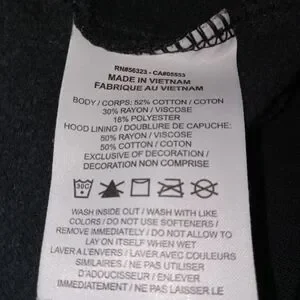 RN#56323 - CA#05553
MADE IN VIETNAM
FABRIQUE AU VIETNAM
BODY / CORPS: 52% COTTON / COTON
30% RAYON / VISCOSE
18% POLYESTER
HOOD LINING / DOUBLURE DE CAPUCHE:
50% RAYON / VISCOSE
50% COTTON / COTON
EXCLUSIVE OF DECORATION /
DECORATION NON COMPRISE
30C
WASH INSIDE OUT / WASH WITH LIKE
COLORS / DO NOT USE SOFTENERS /
REMOVE IMMEDIATELY / DO NOT ALLOW TO
LAY ON ITSELF WHEN WET
LAVER A L'ENVERS / LAVER AVEC COULEURS
SIMILAIRES / NE PAS UTILISER
D'ADOUCISSEUR / ENLEVER
IMMEDIATEMENT / NE PAS LAISSER